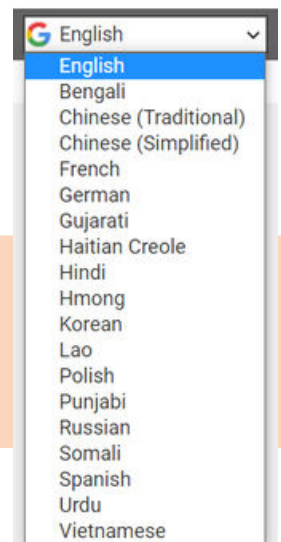 English
English
Bengali
Chinese (Traditional)
Chinese (Simplified)
French
German
Gujarati
Haitian Creole
Hindi
Hmong
Korean
Lao
Polish
Punjabi
Russian
Somali
Spanish
Urdu
Vietnamese